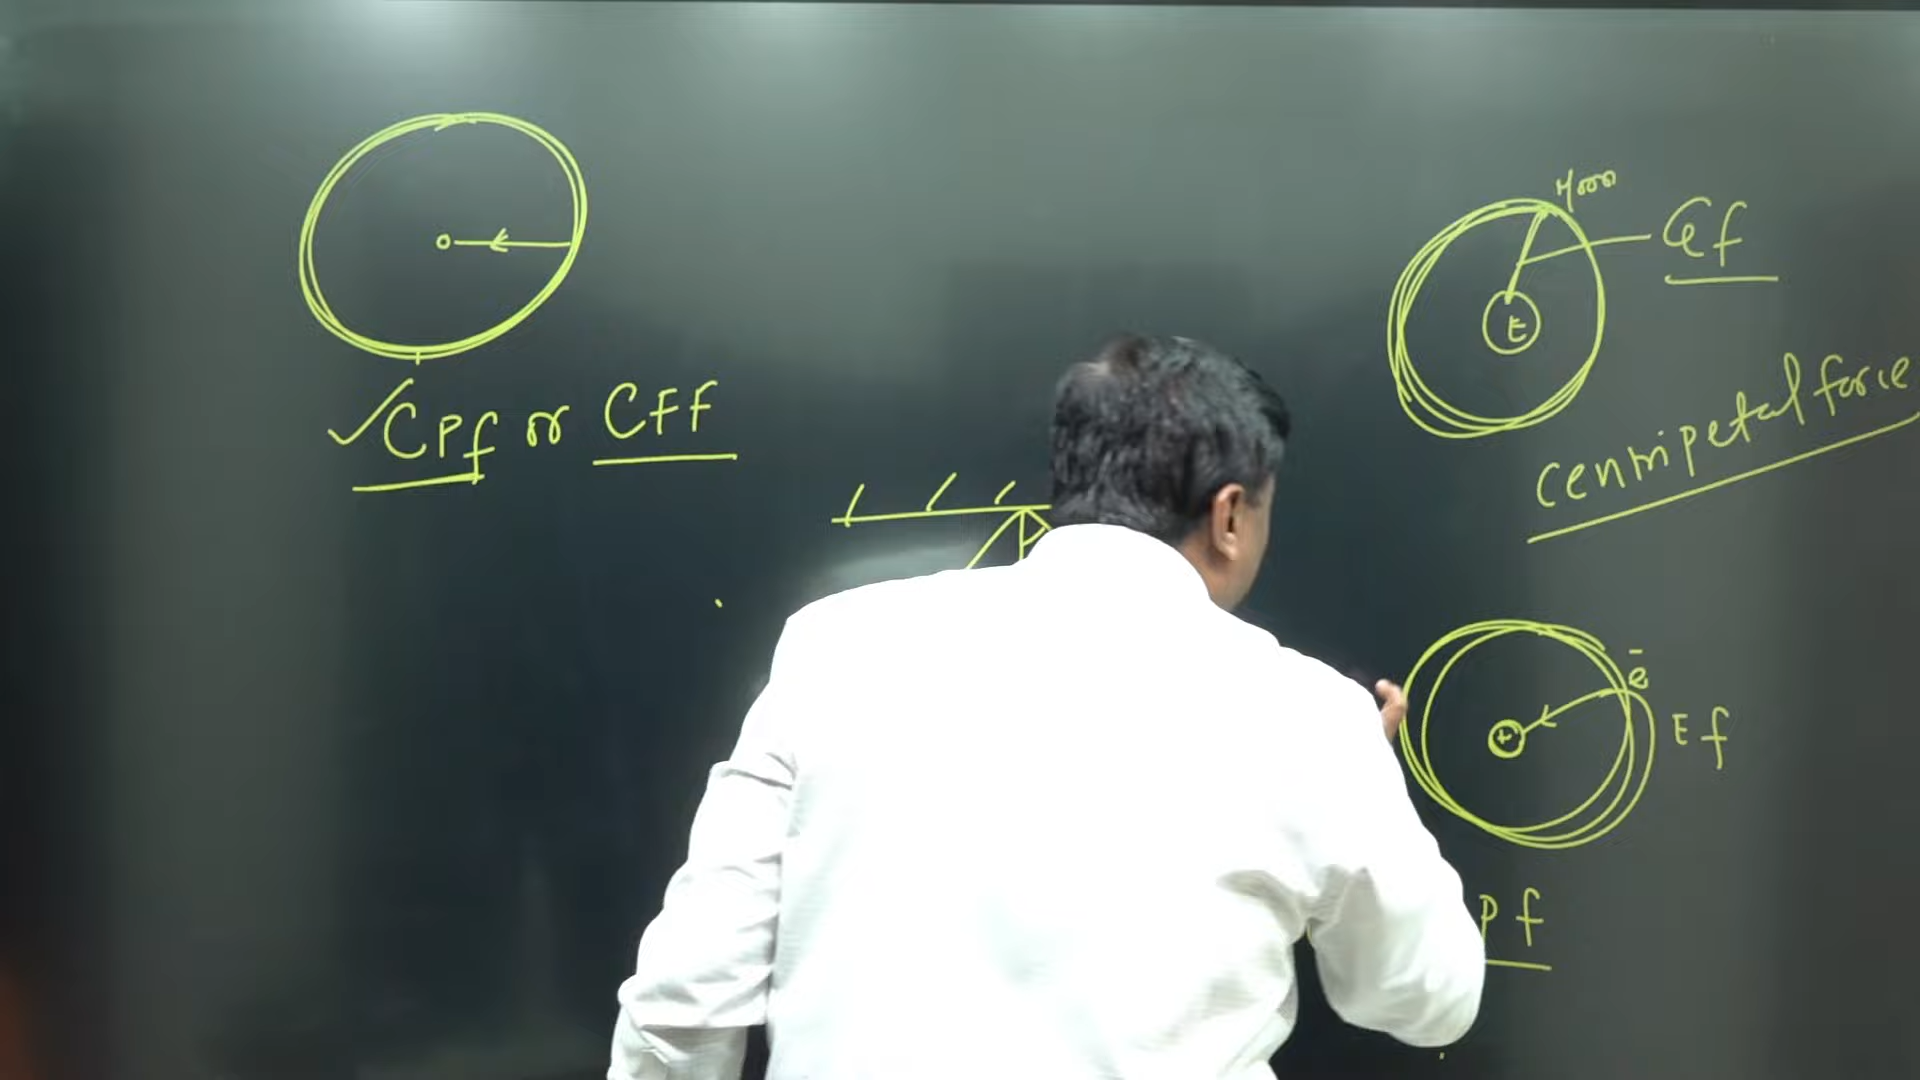 CPf or CFF
Moon
Gf
E
centripetal force
ē
+
Ef
Pf